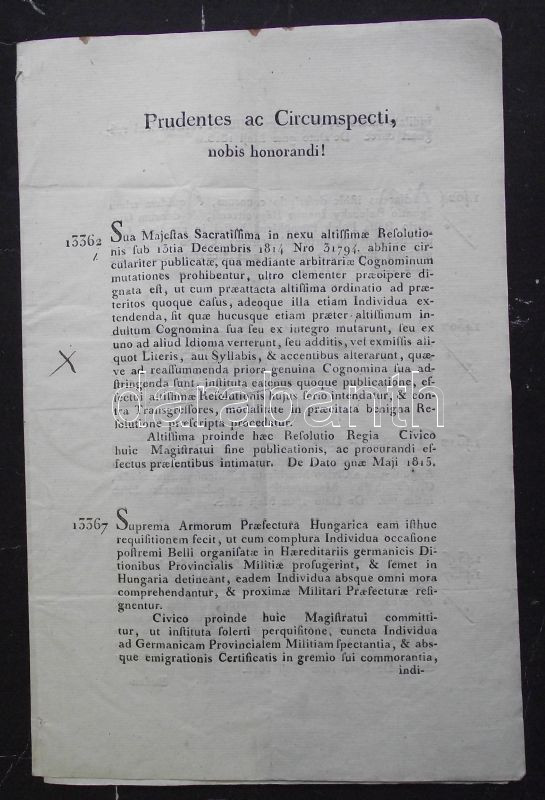 Prudentes ac Circumspecti,
nobis honorandi!
13362 Sua Majeſtas Sacratiſſima in nexu altiſſimæ Reſolutio-
nis ſub 13tia Decembris 1814 Nro 31794. abhinc cir-
culariter publicatæ, qua mediante arbitrariæ Cognominum
mutationes prohibentur, ultro clementer præcipere di-
gnata eſt, ut cum præattacta altiſſima ordinatio ad præ-
teritos quoque caſus, adeoque illa etiam Individua ex-
tendenda, ſit quæ hucusque etiam præter altiſſimum in-
dultum Cognomina ſua ſeu ex integro mutarunt, ſeu ex
uno ad aliud Idioma verterunt, ſeu additis, vel exmiſſis ali-
quot Literis, aut Syllabis, & accentibus alterarunt, quæ-
ve ad reaſſummenda priora genuina Cognomina ſua ad-
ſtringenda ſunt, inſtituta eatenus quoque publicatione, ef-
fectui altiſſimæ Reſolutionis hujus ſerio intendatur, & con-
tra Transgreſſores, modalitate in præcitata benigna Re-
ſolutione præſcripta procedatur.
Altiſſima proinde hæc Reſolutio Regia Civico
huic Magiſtratui fine publicationis, ac procurandi ef-
fectus præſentibus intimatur. De Dato 9næ Maji 1815.
13367 Suprema Armorum Præfectura Hungarica eam iſthuc
requiſitionem fecit, ut cum complura Individua occaſione
poſtremi Belli organiſatæ in Hæreditariis germanicis Di-
tionibus Provincialis Militiæ profugerint, & ſemet in
Hungaria detineant, eadem Individua absque omni mora
comprehendantur, & proximæ Militari Præfecturæ reſi-
gnentur.
Civico proinde huic Magiſtratui committi-
tur, ut inſtituta ſolerti perquiſitone, cuncta Individua
ad Germanicam Provincialem Militiam ſpectantia, & abs-
que emigrationis Certificatis in gremio ſui commorantia,
indi-
darabanth